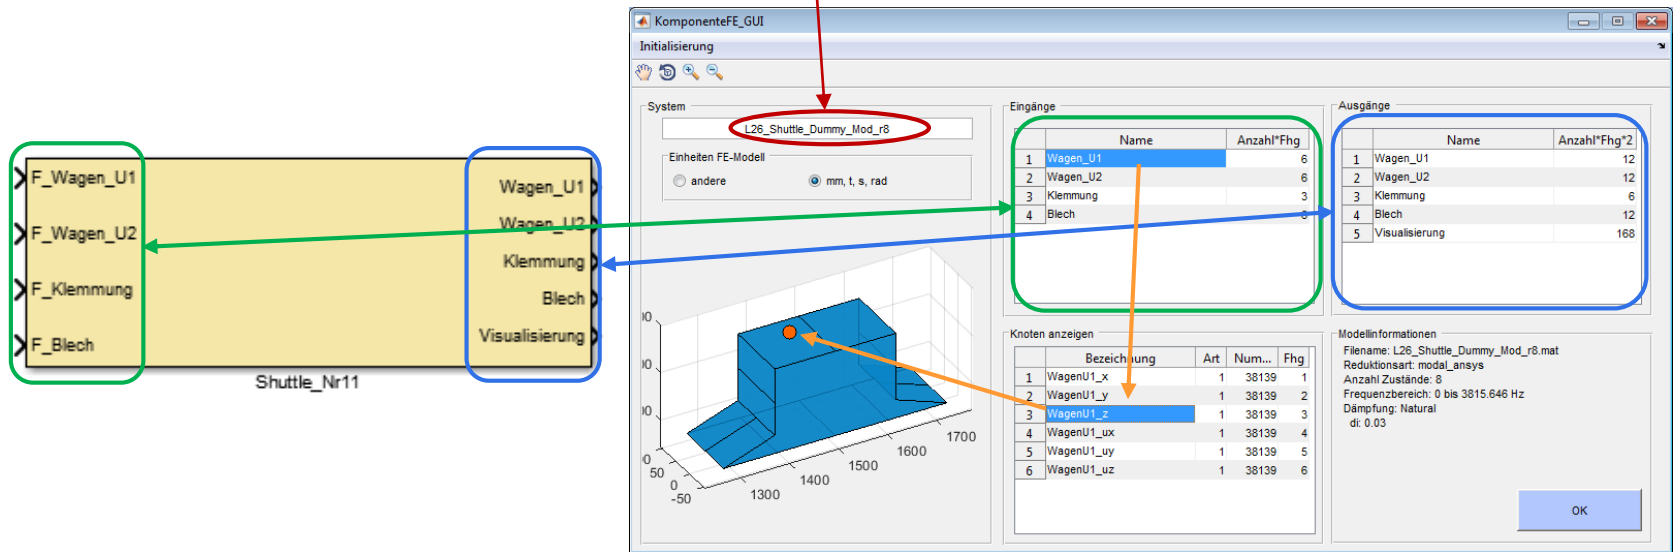 F_Wagen_U1
F_Wagen_U2
F_Klemmung
F_Blech
Wagen_U1
Wagen_U2
Klemmung
Blech
Visualisierung
Shuttle_Nr11
KomponenteFE_GUI
Initialisierung
System
L26_Shuttle_Dummy_Mod_r8
Einheiten FE-Modell
andere
mm, t, s, rad
50
0
-50
1300
1400
1500
1600
1700
Eingänge
Name Anzahl*Fhg
1 Wagen_U1 6
2 Wagen_U2 6
3 Klemmung 3
4 Blech
Ausgänge
Name Anzahl*Fhg*2
1 Wagen_U1 12
2 Wagen_U2 12
3 Klemmung 6
4 Blech 12
5 Visualisierung 168
Knoten anzeigen
Bezeichnung Art Num... Fhg
1 WagenU1_x 1 38139 1
2 WagenU1_y 1 38139 2
3 WagenU1_z 1 38139 3
4 WagenU1_ux 1 38139 4
5 WagenU1_uy 1 38139 5
6 WagenU1_uz 1 38139 6
Modellinformationen
Filename: L26_Shuttle_Dummy_Mod_r8.mat
Reduktionsart: modal_ansys
Anzahl Zustände: 8
Frequenzbereich: 0 bis 3815.646 Hz
Dämpfung: Natural
di: 0.03
OK